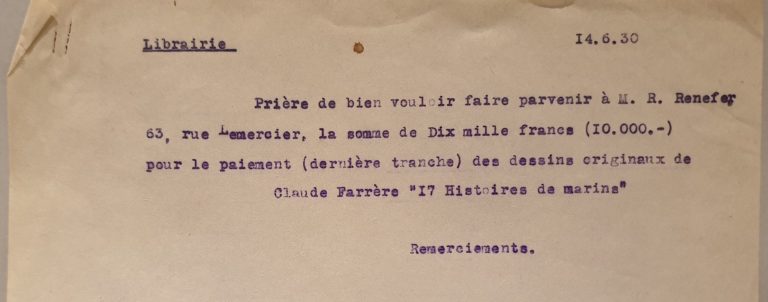 Librairie 14.6.30
Prière de bien vouloir faire parvenir à M. R. Renefer
63, rue Lemercier, la somme de Dix mille francs (10.000.-)
pour le paiement (dernière tranche) des dessins originaux de
Claude Farrère "17 Histoires de marins"
Remerciements.